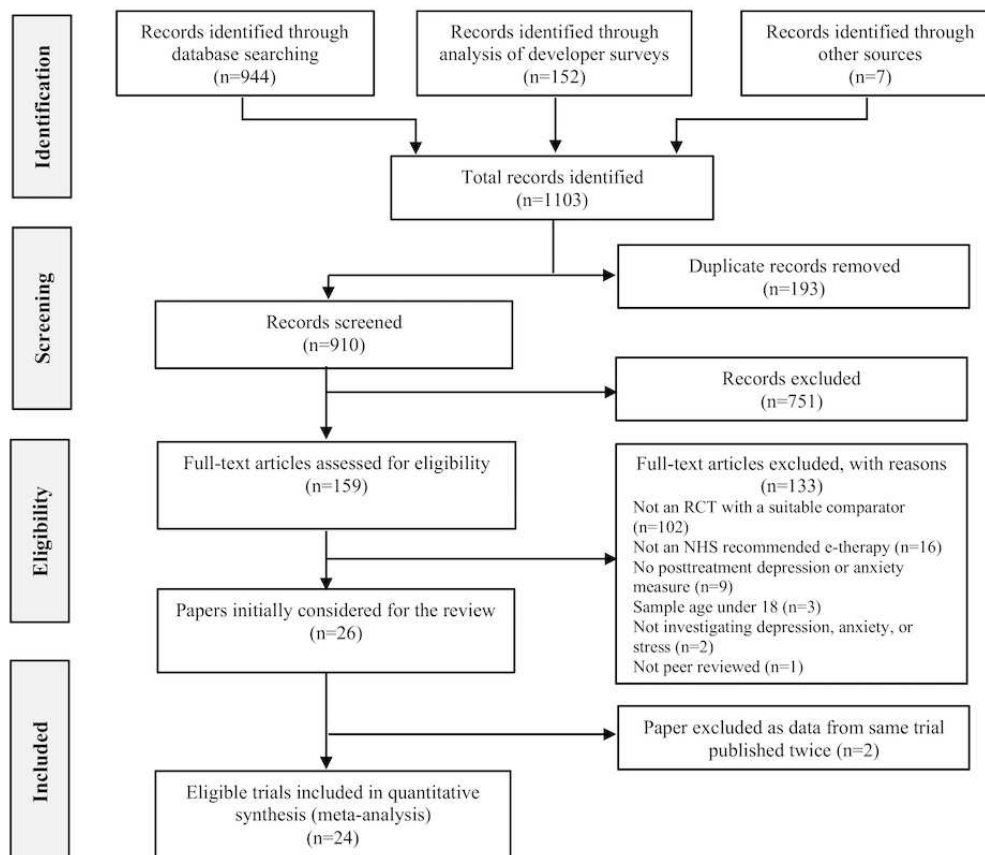 Identification
Records identified through
database searching
(n=944)
Records identified through
analysis of developer surveys
(n=152)
Records identified through
other sources
(n=7)
Total records identified
(n=1103)
Screening
Duplicate records removed
(n=193)
Records screened
(n=910)
Records excluded
(n=751)
Eligibility
Full-text articles assessed for eligibility
(n=159)
Full-text articles excluded, with reasons
(n=133)
Not an RCT with a suitable comparator
(n=102)
Not an NHS recommended e-therapy (n=16)
No posttreatment depression or anxiety
measure (n=9)
Sample age under 18 (n=3)
Not investigating depression, anxiety, or
stress (n=2)
Not peer reviewed (n=1)
Papers initially considered for the review
(n=26)
Included
Paper excluded as data from same trial
published twice (n=2)
Eligible trials included in quantitative
synthesis (meta-analysis)
(n=24)